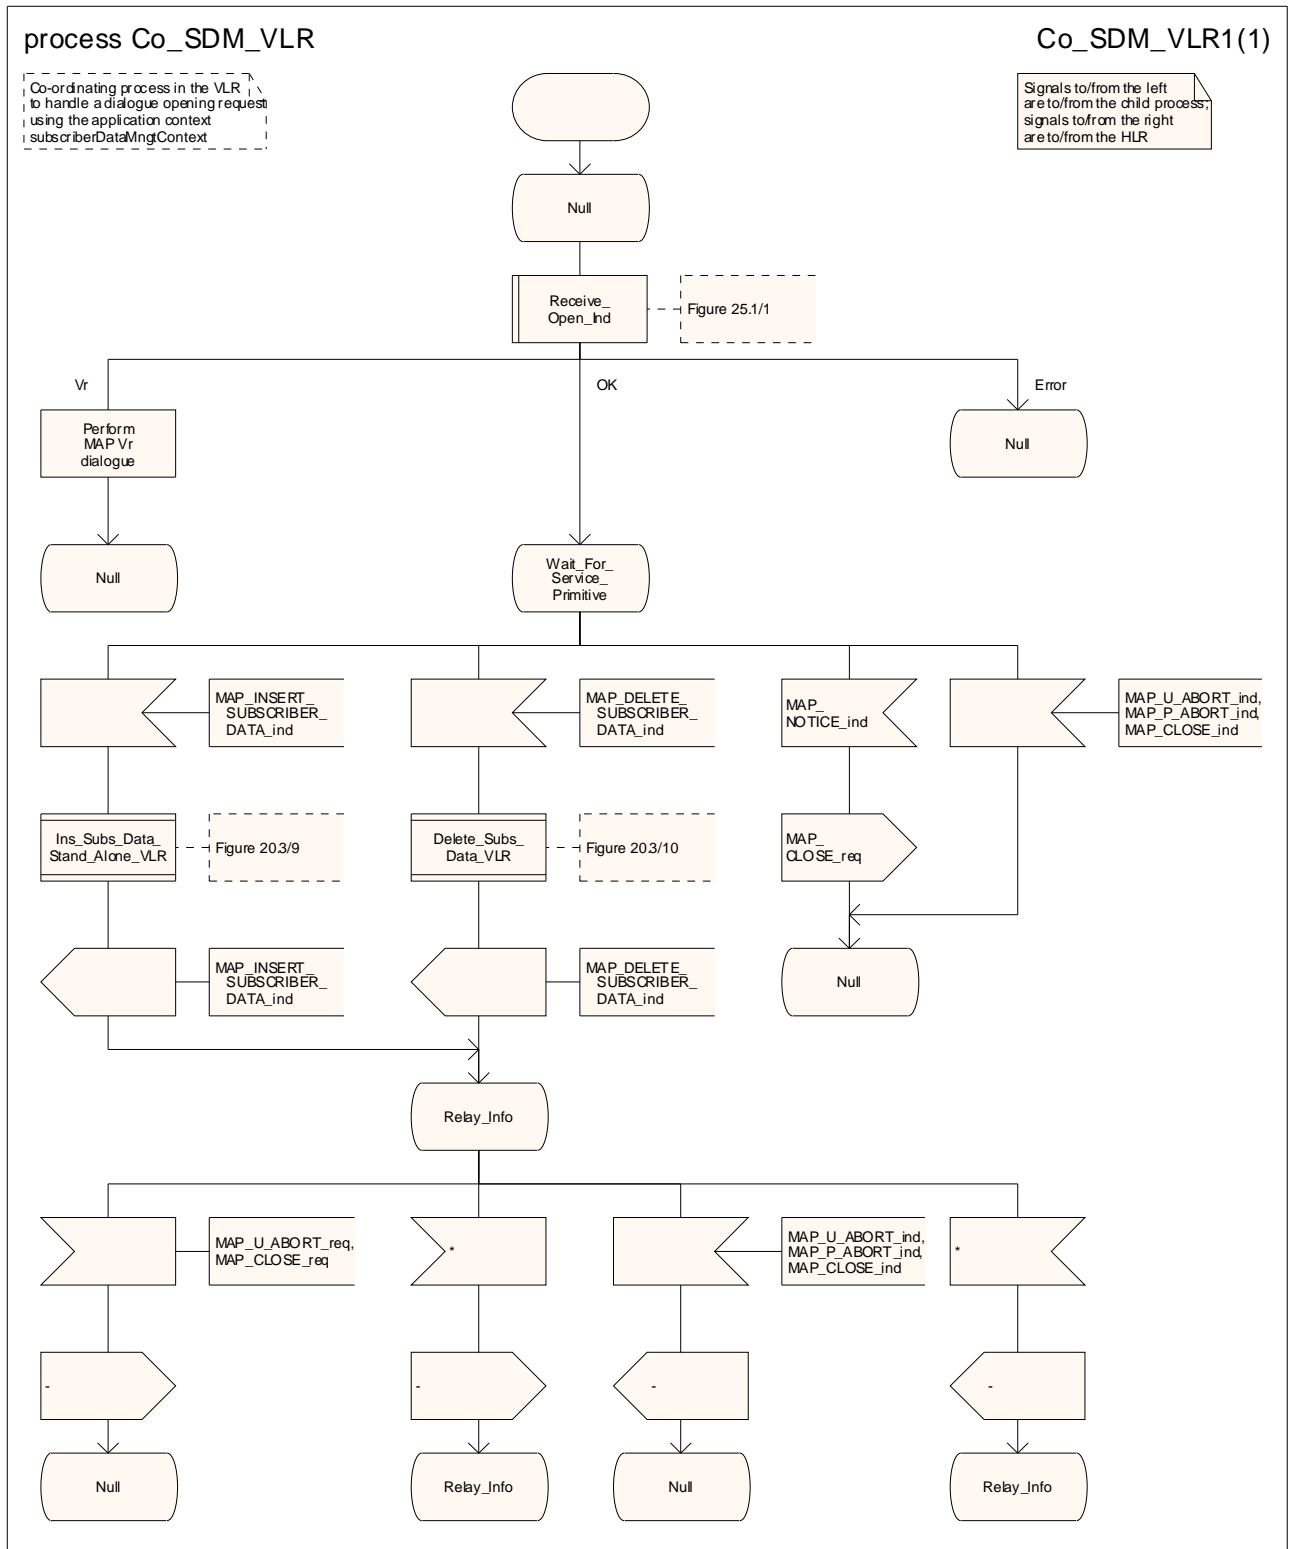 process Co_SDM_VLR
Co_SDM_VLR1(1)
Co-ordinating process in the VLR
to handle a dialogue opening request
using the application context
subscriberDataMngtContext
Signals to/from the left
are to/from the child process;
signals to/from the right
are to/from the HLR
Null
Receive_
Open_Ind
Figure 25.1/1
Vr
OK
Error
Perform
MAP Vr
dialogue
Null
Null
Wait_For_
Service_
Primitive
MAP_INSERT_
SUBSCRIBER_
DATA_ind
MAP_DELETE_
SUBSCRIBER_
DATA_ind
MAP_
NOTICE_ind
MAP_U_ABORT_ind,
MAP_P_ABORT_ind,
MAP_CLOSE_ind
Ins_Subs_Data_
Stand_Alone_VLR
Figure 20.3/9
Delete_Subs_
Data_VLR
Figure 20.3/10
MAP_
CLOSE_req
MAP_INSERT_
SUBSCRIBER_
DATA_ind
MAP_DELETE_
SUBSCRIBER_
DATA_ind
Null
Relay_Info
MAP_U_ABORT_req,
MAP_CLOSE_req
*
MAP_U_ABORT_ind,
MAP_P_ABORT_ind,
MAP_CLOSE_ind
*
-
-
-
-
Null
Relay_Info
Null
Relay_Info